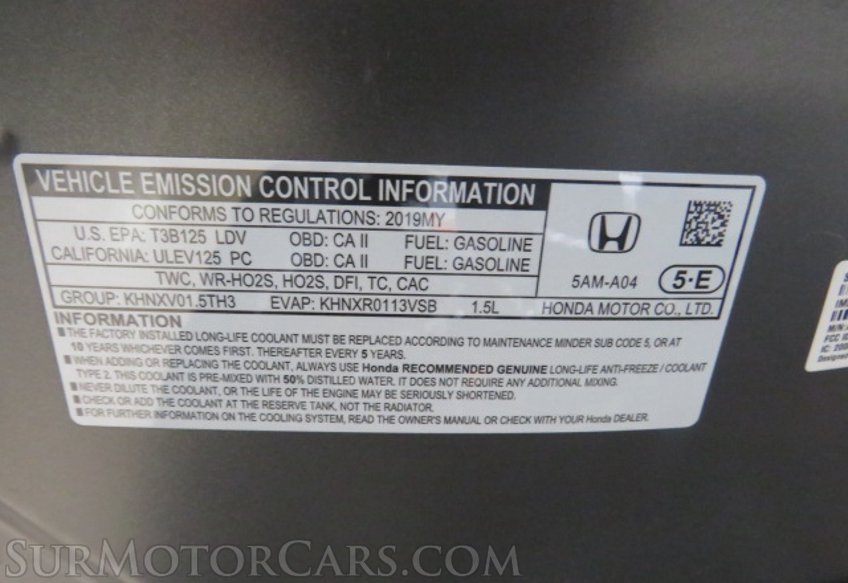 VEHICLE EMISSION CONTROL INFORMATION
CONFORMS TO REGULATIONS: 2019MY
U.S. EPA: T3B125 LDV OBD: CA II FUEL: GASOLINE
CALIFORNIA: ULEV125 PC OBD: CA II FUEL: GASOLINE
TWC, WR-HO2S, HO2S, DFI, TC, CAC
GROUP: KHNXV01.5TH3 EVAP: KHNXR0113VSB 1.5L
5AM-A04 5·E
HONDA MOTOR CO., LTD.
INFORMATION
■THE FACTORY INSTALLED LONG-LIFE COOLANT MUST BE REPLACED ACCORDING TO MAINTENANCE MINDER SUB CODE 5, OR AT
10 YEARS WHICHEVER COMES FIRST. THEREAFTER EVERY 5 YEARS.
■WHEN ADDING OR REPLACING THE COOLANT, ALWAYS USE Honda RECOMMENDED GENUINE LONG-LIFE ANTI-FREEZE / COOLANT
TYPE 2. THIS COOLANT IS PRE-MIXED WITH 50% DISTILLED WATER. IT DOES NOT REQUIRE ANY ADDITIONAL MIXING.
■NEVER DILUTE THE COOLANT, OR THE LIFE OF THE ENGINE MAY BE SERIOUSLY SHORTENED.
■CHECK OR ADD THE COOLANT AT THE RESERVE TANK, NOT THE RADIATOR.
■FOR FURTHER INFORMATION ON THE COOLING SYSTEM, READ THE OWNER'S MANUAL OR CHECK WITH YOUR Honda DEALER.
FCC ID
Designed
SURMOTORCARS.COM